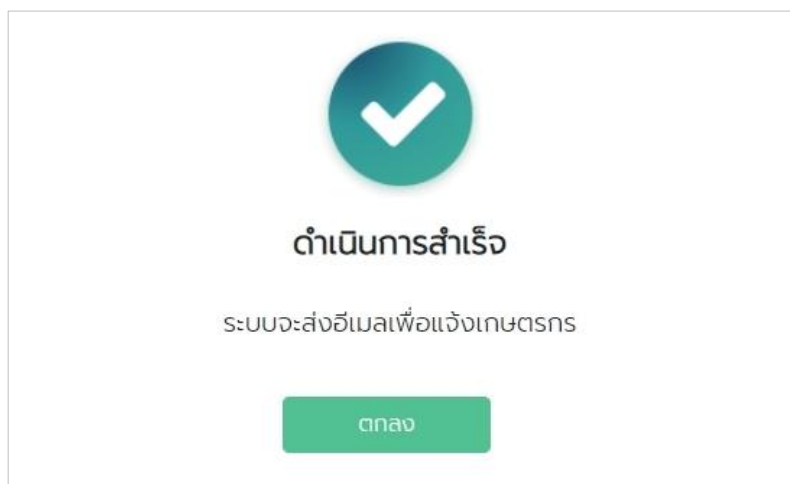 ดำเนินการสำเร็จ
ระบบจะส่งอีเมลเพื่อแจ้งเกษตรกร
ตกลง